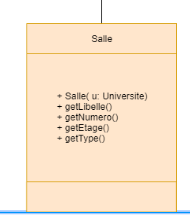 Salle
+ Salle( u: Universite)
+ getLibelle()
+ getNumero()
+ getEtage()
+ getType()